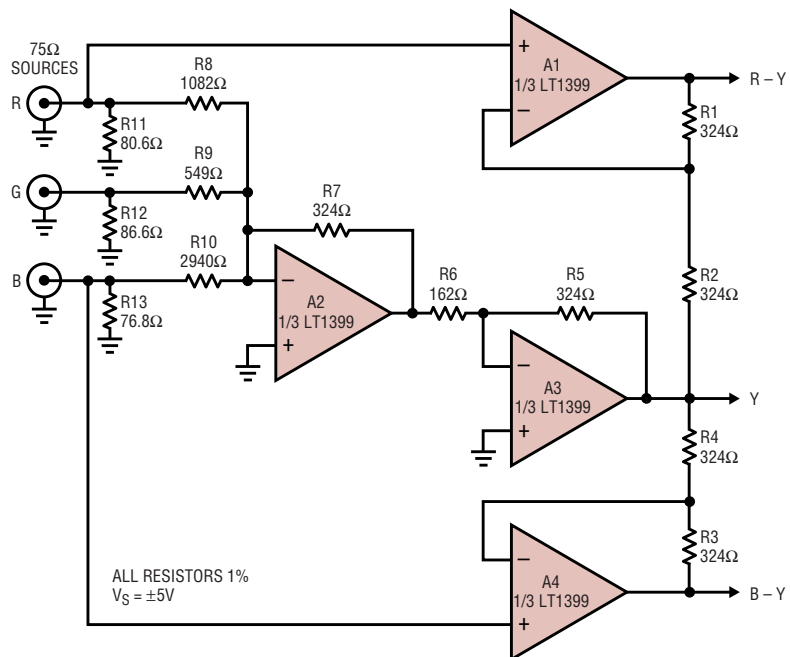 75Ω
SOURCES
R
R8
1082Ω
R11
80.6Ω
+
−
A1
1/3 LT1399
R – Y
R1
324Ω
G
R9
549Ω
R12
86.6Ω
R7
324Ω
R2
324Ω
B
R10
2940Ω
R13
76.8Ω
−
+
A2
1/3 LT1399
R6
162Ω
R5
324Ω
−
+
A3
1/3 LT1399
Y
R4
324Ω
R3
324Ω
−
+
A4
1/3 LT1399
B – Y
ALL RESISTORS 1%
VS = ±5V